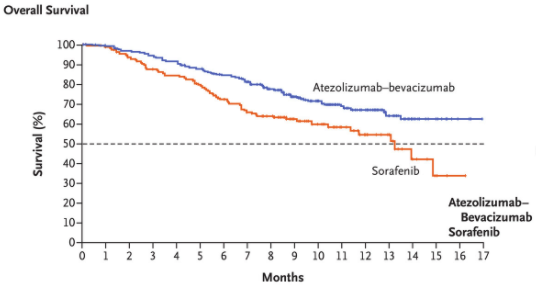 Overall Survival
100
90
80
70
60
50
40
30
20
10
0
Survival (%)
Atezolizumab–bevacizumab
Sorafenib
Atezolizumab–
Bevacizumab
Sorafenib
0 1 2 3 4 5 6 7 8 9 10 11 12 13 14 15 16 17
Months